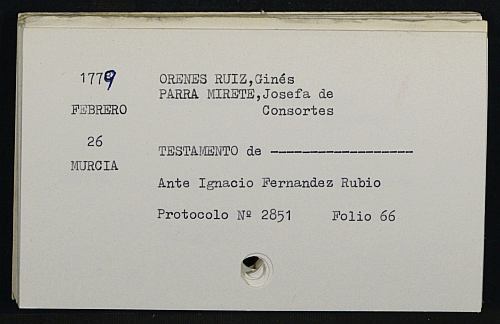 1779
FEBRERO
26
MURCIA
ORENES RUIZ,Ginés
PARRA MIRETE,Josefa de
Consortes
TESTAMENTO de ------------------
Ante Ignacio Fernandez Rubio
Protocolo Nº 2851 Folio 66